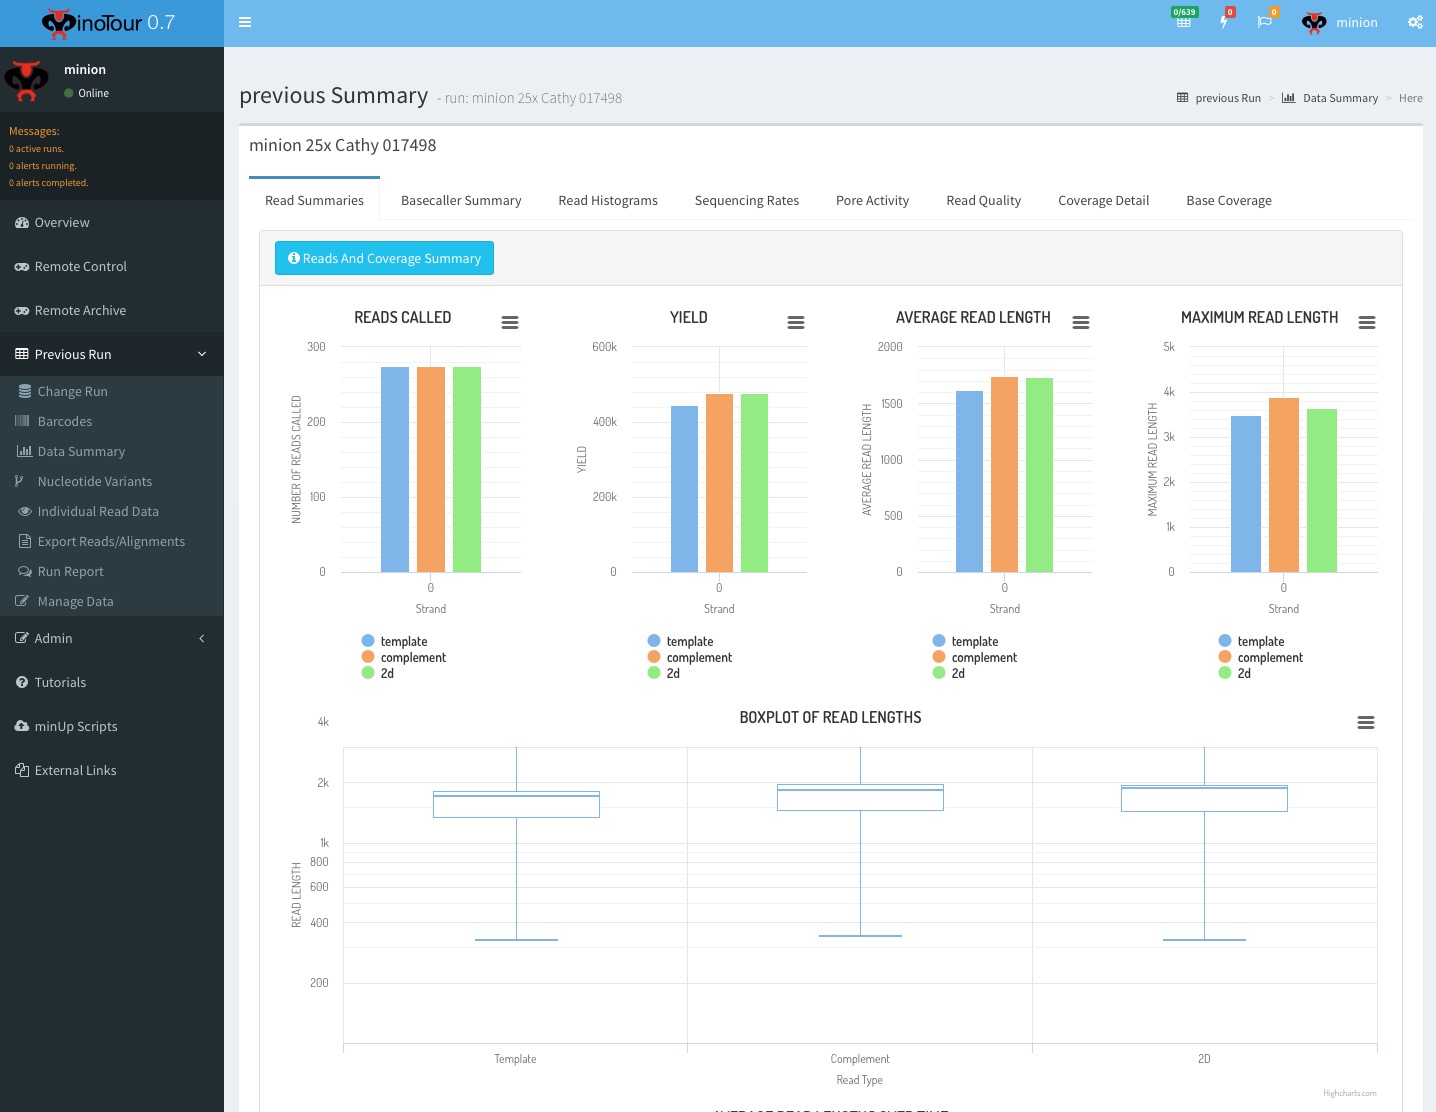 inoTour 0.7
0/639
0
0
minion
minion
Online
Messages:
0 active runs.
0 alerts running.
0 alerts completed.
Overview
Remote Control
Remote Archive
Previous Run
Change Run
Barcodes
Data Summary
Nucleotide Variants
Individual Read Data
Export Reads/Alignments
Run Report
Manage Data
Admin
Tutorials
minUp Scripts
External Links
previous Summary - run: minion 25x Cathy 017498
previous Run > Data Summary > Here
minion 25x Cathy 017498
Read Summaries Basecaller Summary Read Histograms Sequencing Rates Pore Activity Read Quality Coverage Detail Base Coverage
Reads And Coverage Summary
READS CALLED
NUMBER OF READS CALLED
300
200
100
0
0
Strand
template
complement
2d
YIELD
YIELD
600k
400k
200k
0
0
Strand
template
complement
2d
AVERAGE READ LENGTH
AVERAGE READ LENGTH
2000
1500
1000
500
0
0
Strand
template
complement
2d
MAXIMUM READ LENGTH
MAXIMUM READ LENGTH
5k
4k
3k
2k
1k
0
0
Strand
template
complement
2d
BOXPLOT OF READ LENGTHS
READ LENGTH
4k
2k
1k
800
600
400
200
Template Complement 2D
Read Type
Highcharts.com
AVERAGE READ LENGTHS OVER TIME